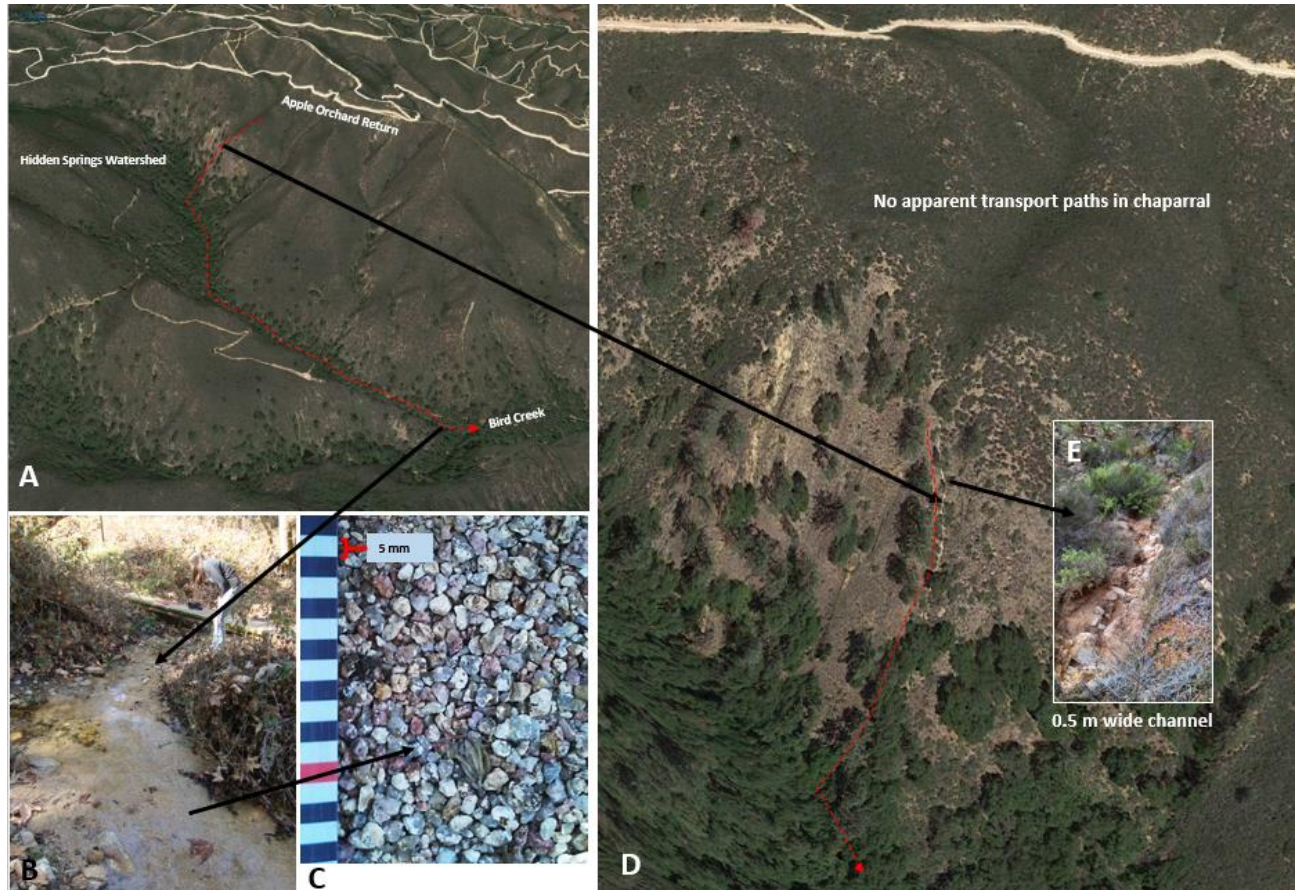 Apple Orchard Return
Hidden Springs Watershed
Bird Creek
A
B
5 mm
C
No apparent transport paths in chaparral
E
0.5 m wide channel
D